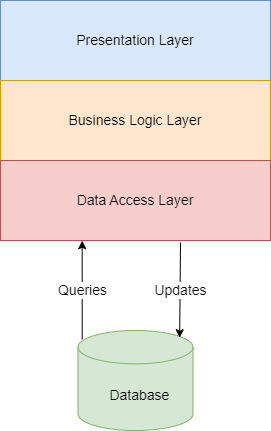 Presentation Layer
Business Logic Layer
Data Access Layer
Queries
Updates
Database